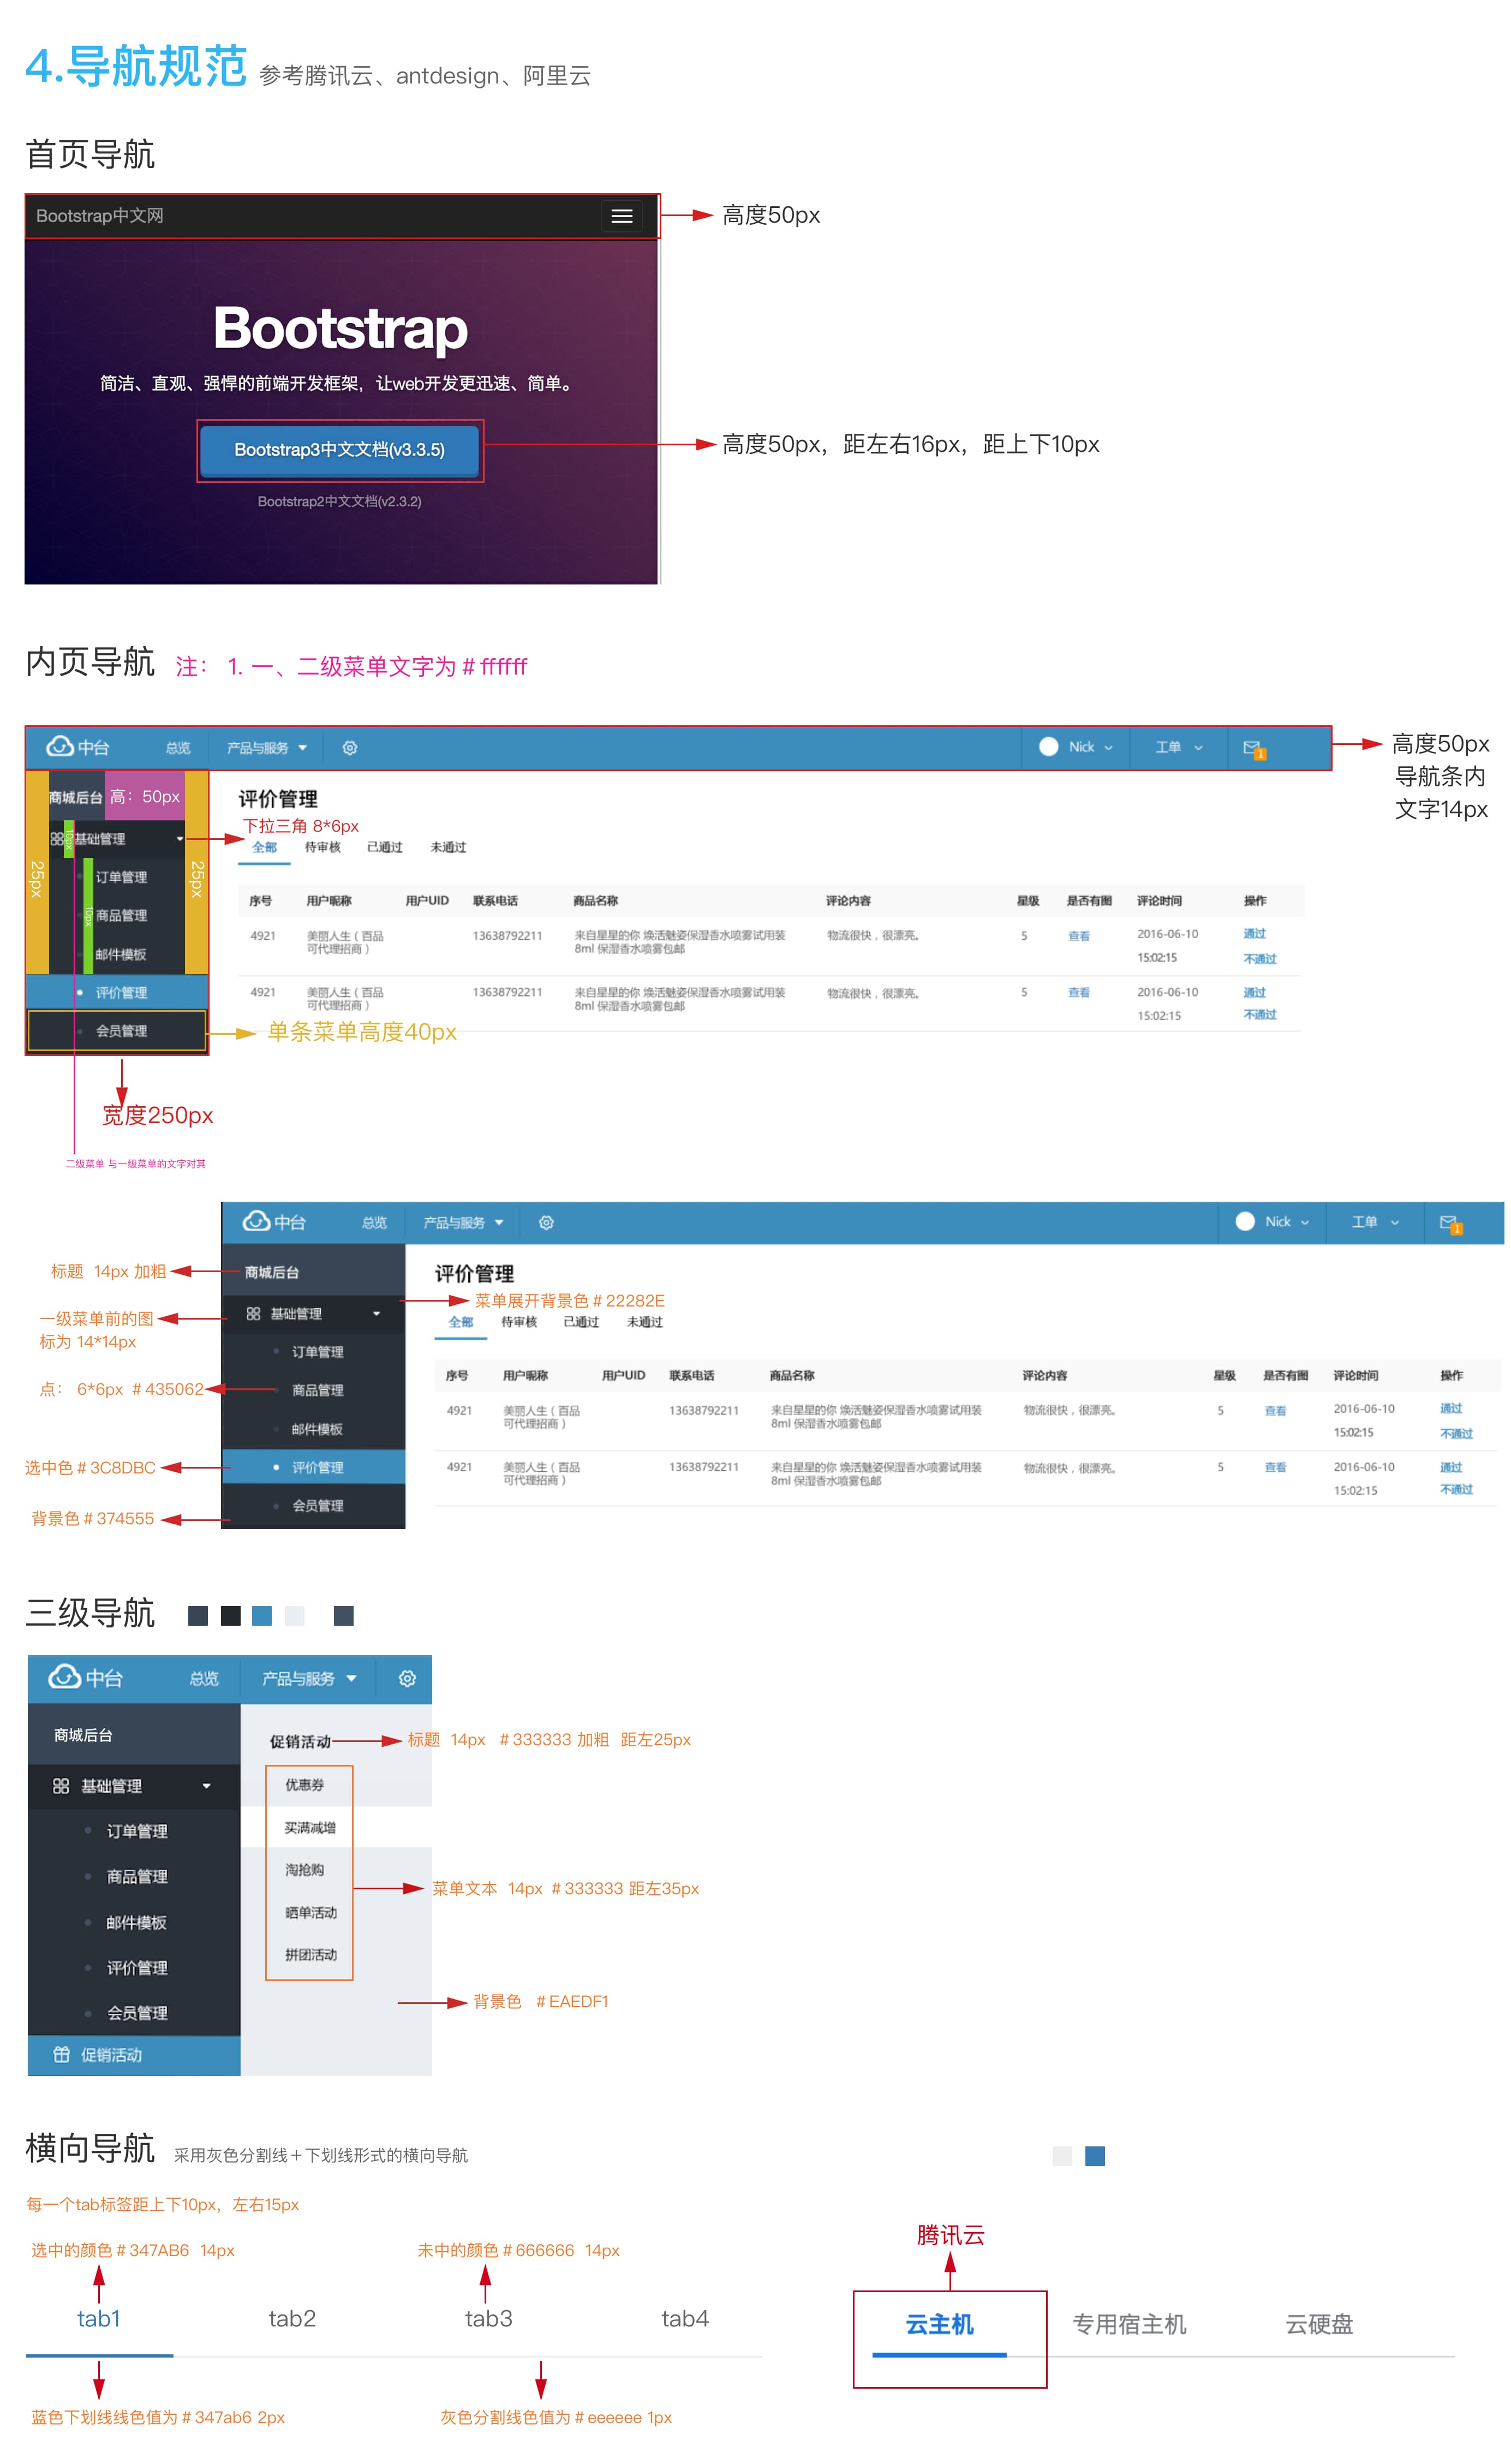 4.导航规范 参考腾讯云、antdesign、阿里云
首页导航
Bootstrap中文网
高度50px
Bootstrap
简洁、直观、强悍的前端开发框架，让web开发更迅速、简单。
Bootstrap3中文文档(v3.3.5)
高度50px，距左右16px，距上下10px
Bootstrap2中文文档(v2.3.2)
内页导航 注： 1. 一、二级菜单文字为＃ffffff
中台 总览 产品与服务 Nick 工单 1
高度50px
导航条内
文字14px
商城后台 高：50px
评价管理
下拉三角 8*6px
10px 基础管理
全部 待审核 已通过 未通过
25px 25px
订单管理
10px 商品管理
邮件模板
评价管理
会员管理
序号 用户昵称 用户UID 联系电话 商品名称 评论内容 星级 是否有图 评论时间 操作
4921 美丽人生（百品 13638792211 来自星星的你 焕活魅姿保湿香水喷雾试用装 物流很快，很漂亮。 5 查看 2016-06-10 通过
可代理招商） 8ml 保湿香水喷雾包邮 15:02:15 不通过
4921 美丽人生（百品 13638792211 来自星星的你 焕活魅姿保湿香水喷雾试用装 物流很快，很漂亮。 5 查看 2016-06-10 通过
可代理招商） 8ml 保湿香水喷雾包邮 15:02:15 不通过
单条菜单高度40px
宽度250px
二级菜单 与一级菜单的文字对其
中台 总览 产品与服务 Nick 工单 1
标题 14px 加粗
商城后台
评价管理
菜单展开背景色＃22282E
一级菜单前的图
标为 14*14px
基础管理
全部 待审核 已通过 未通过
订单管理
点： 6*6px ＃435062
商品管理
邮件模板
选中色＃3C8DBC
评价管理
会员管理
背景色＃374555
序号 用户昵称 用户UID 联系电话 商品名称 评论内容 星级 是否有图 评论时间 操作
4921 美丽人生（百品 13638792211 来自星星的你 焕活魅姿保湿香水喷雾试用装 物流很快，很漂亮。 5 查看 2016-06-10 通过
可代理招商） 8ml 保湿香水喷雾包邮 15:02:15 不通过
4921 美丽人生（百品 13638792211 来自星星的你 焕活魅姿保湿香水喷雾试用装 物流很快，很漂亮。 5 查看 2016-06-10 通过
可代理招商） 8ml 保湿香水喷雾包邮 15:02:15 不通过
三级导航
中台 总览 产品与服务
商城后台
基础管理
订单管理
商品管理
邮件模板
评价管理
会员管理
促销活动
促销活动
标题 14px ＃333333 加粗 距左25px
优惠券
买满减增
淘抢购
晒单活动
拼团活动
菜单文本 14px ＃333333 距左35px
背景色 ＃EAEDF1
横向导航 采用灰色分割线＋下划线形式的横向导航
每一个tab标签距上下10px，左右15px
选中的颜色＃347AB6 14px
未中的颜色＃666666 14px
tab1 tab2 tab3 tab4
蓝色下划线线色值为＃347ab6 2px
灰色分割线色值为＃eeeeee 1px
腾讯云
云主机 专用宿主机 云硬盘